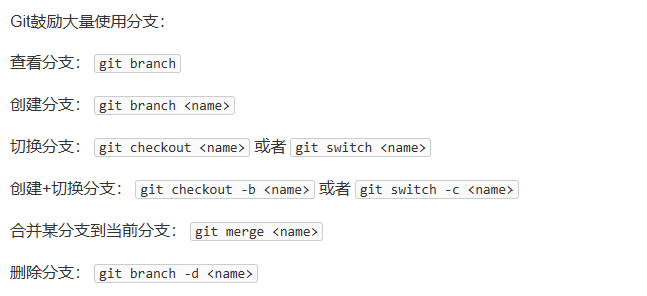 Git鼓励大量使用分支：
查看分支： git branch
创建分支： git branch <name>
切换分支： git checkout <name> 或者 git switch <name>
创建+切换分支： git checkout -b <name> 或者 git switch -c <name>
合并某分支到当前分支： git merge <name>
删除分支： git branch -d <name>